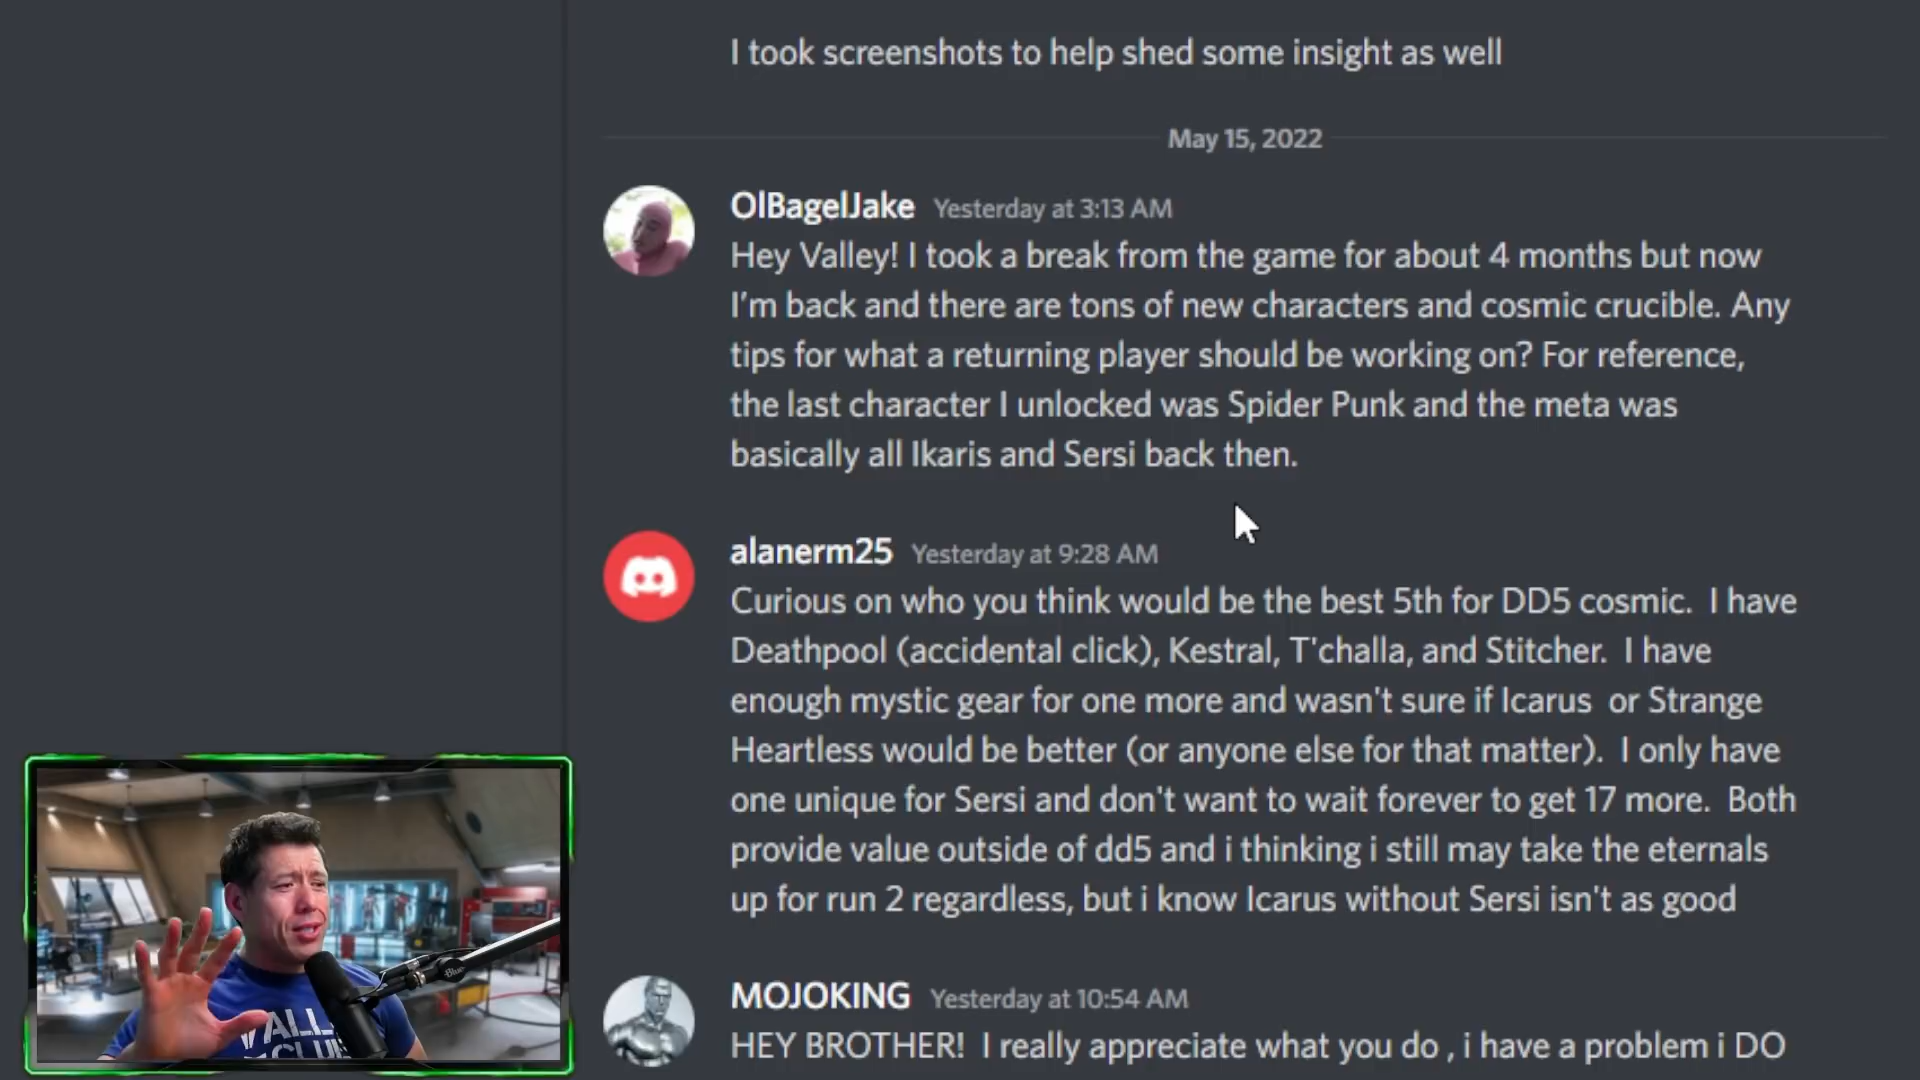 I took screenshots to help shed some insight as well
May 15, 2022
OlBagelJake Yesterday at 3:13 AM
Hey Valley! I took a break from the game for about 4 months but now
I'm back and there are tons of new characters and cosmic crucible. Any
tips for what a returning player should be working on? For reference,
the last character I unlocked was Spider Punk and the meta was
basically all Ikaris and Sersi back then.
alanerm25 Yesterday at 9:28 AM
Curious on who you think would be the best 5th for DD5 cosmic. I have
Deathpool (accidental click), Kestral, T'challa, and Stitcher. I have
enough mystic gear for one more and wasn't sure if Icarus or Strange
Heartless would be better (or anyone else for that matter). I only have
one unique for Sersi and don't want to wait forever to get 17 more. Both
provide value outside of dd5 and i thinking i still may take the eternals
up for run 2 regardless, but i know Icarus without Sersi isn't as good
MOJOKING Yesterday at 10:54 AM
HEY BROTHER! I really appreciate what you do , i have a problem i DO
Blue